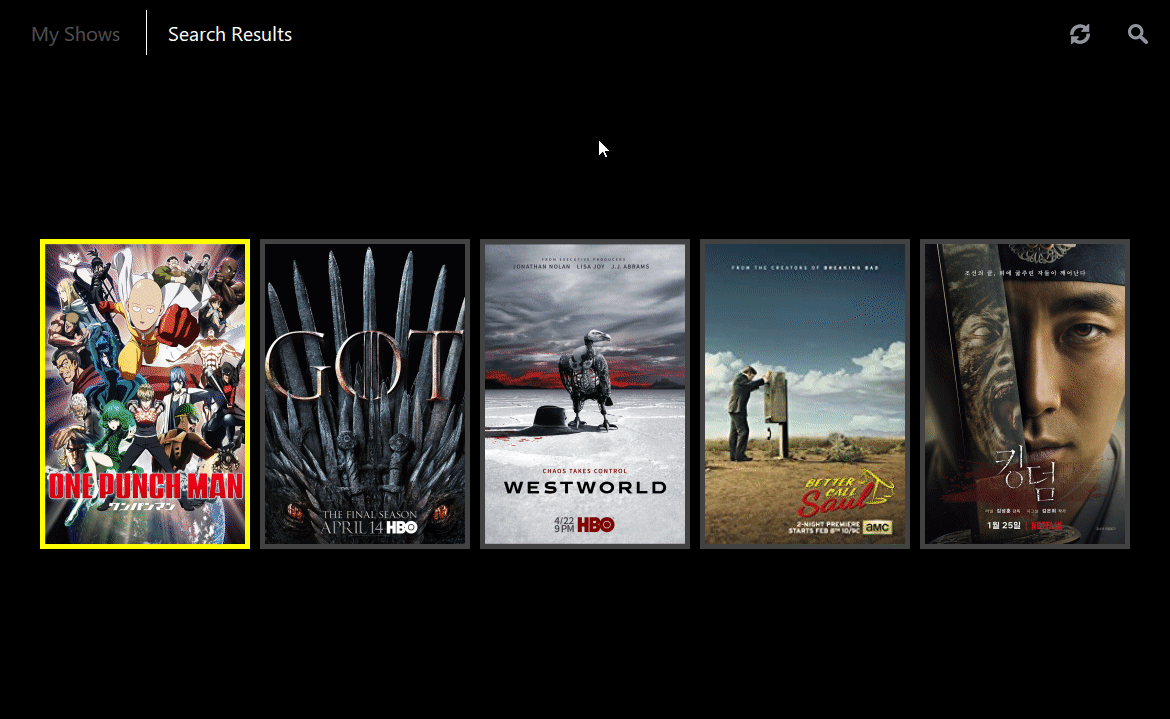 My Shows
Search Results
ONE PUNCH MAN
ワンパンマン
GOT
THE FINAL SEASON
APRIL 14 HBO
FROM EXECUTIVE PRODUCERS
JONATHAN NOLAN LISA JOY J.J. ABRAMS
CHAOS TAKES CONTROL
WESTWORLD
4/22
9PM HBO
FROM THE CREATORS OF BREAKING BAD
BETTER
CALL
Saul
2-NIGHT PREMIERE
STARTS FEB 8TH 10/9C
amc
조선의 끝, 위에 굶주린 자들이 깨어난다
킹덤
1월 25일 NETFLIX